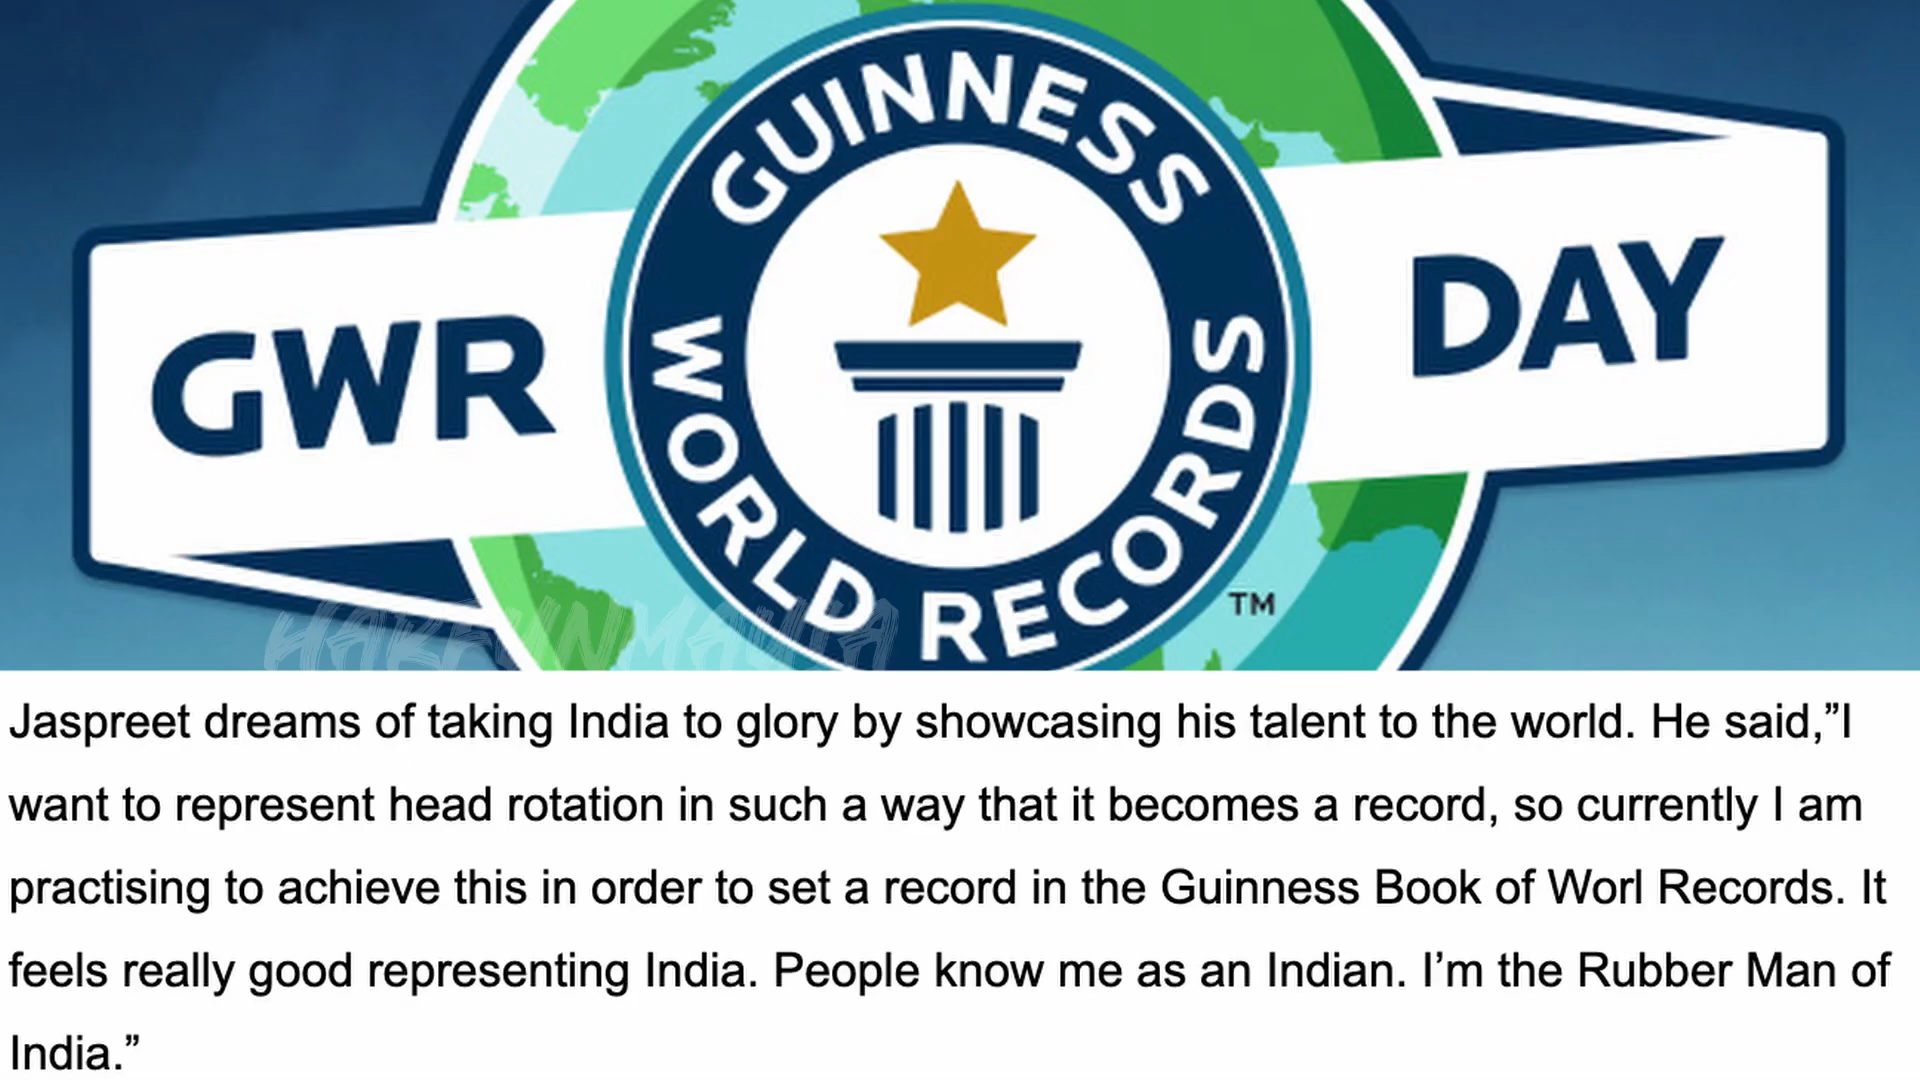 GUINNESS
GWR
DAY
WORLD RECORDS
TM
HARFUNMAULA
Jaspreet dreams of taking India to glory by showcasing his talent to the world. He said,”I
want to represent head rotation in such a way that it becomes a record, so currently I am
practising to achieve this in order to set a record in the Guinness Book of Worl Records. It
feels really good representing India. People know me as an Indian. I’m the Rubber Man of
India.”